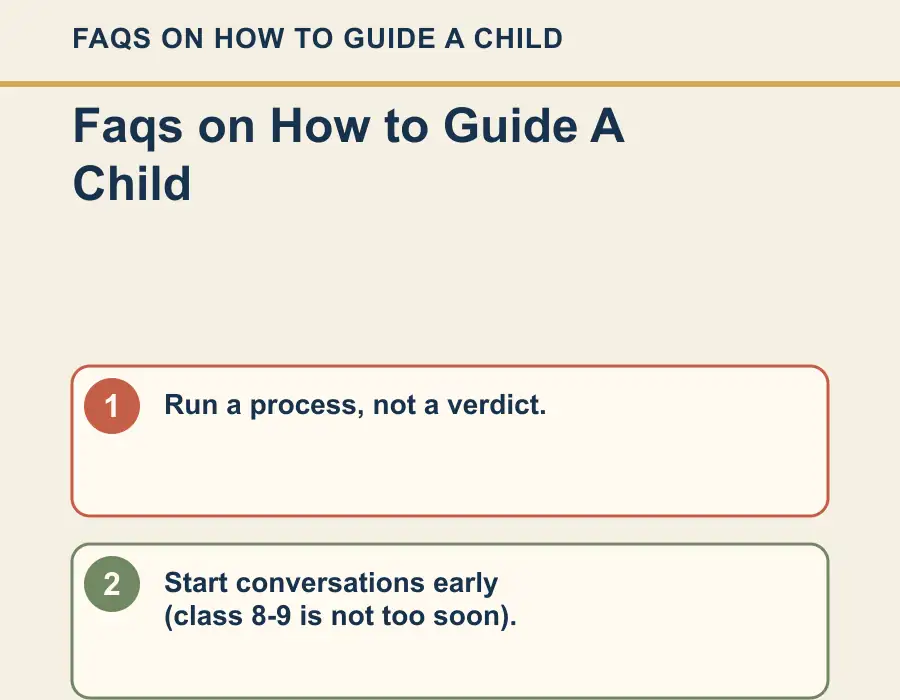 FAQS ON HOW TO GUIDE A CHILD
Faqs on How to Guide A
Child
1
Run a process, not a verdict.
2
Start conversations early
(class 8-9 is not too soon).